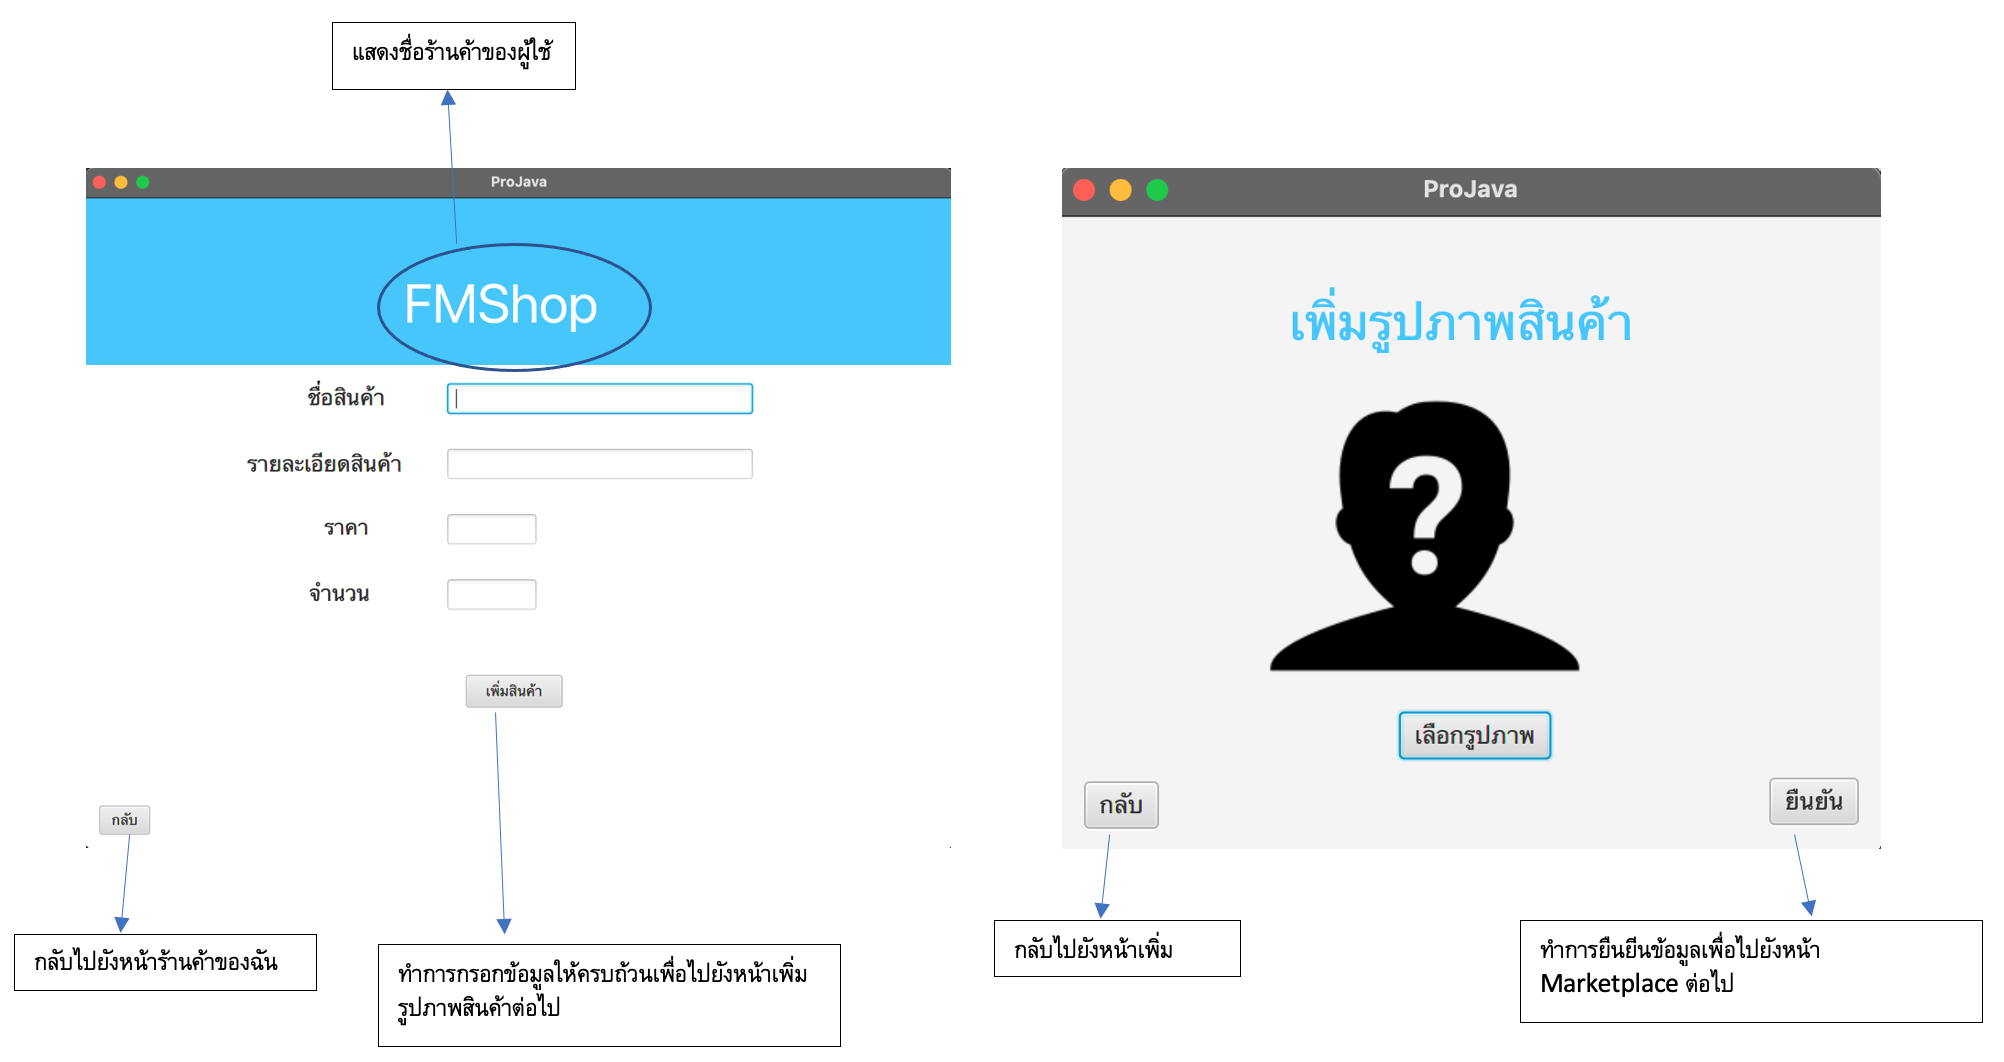 แสดงชื่อร้านค้าของผู้ใช้
ProJava
FMShop
ชื่อสินค้า
รายละเอียดสินค้า
ราคา
จำนวน
เพิ่มสินค้า
กลับ
กลับไปยังหน้าร้านค้าของฉัน
ทำการกรอกข้อมูลให้ครบถ้วนเพื่อไปยังหน้าเพิ่ม
รูปภาพสินค้าต่อไป
ProJava
เพิ่มรูปภาพสินค้า
?
เลือกรูปภาพ
กลับ
ยืนยัน
กลับไปยังหน้าเพิ่ม
ทำการยืนยีนข้อมูลเพื่อไปยังหน้า
Marketplace ต่อไป